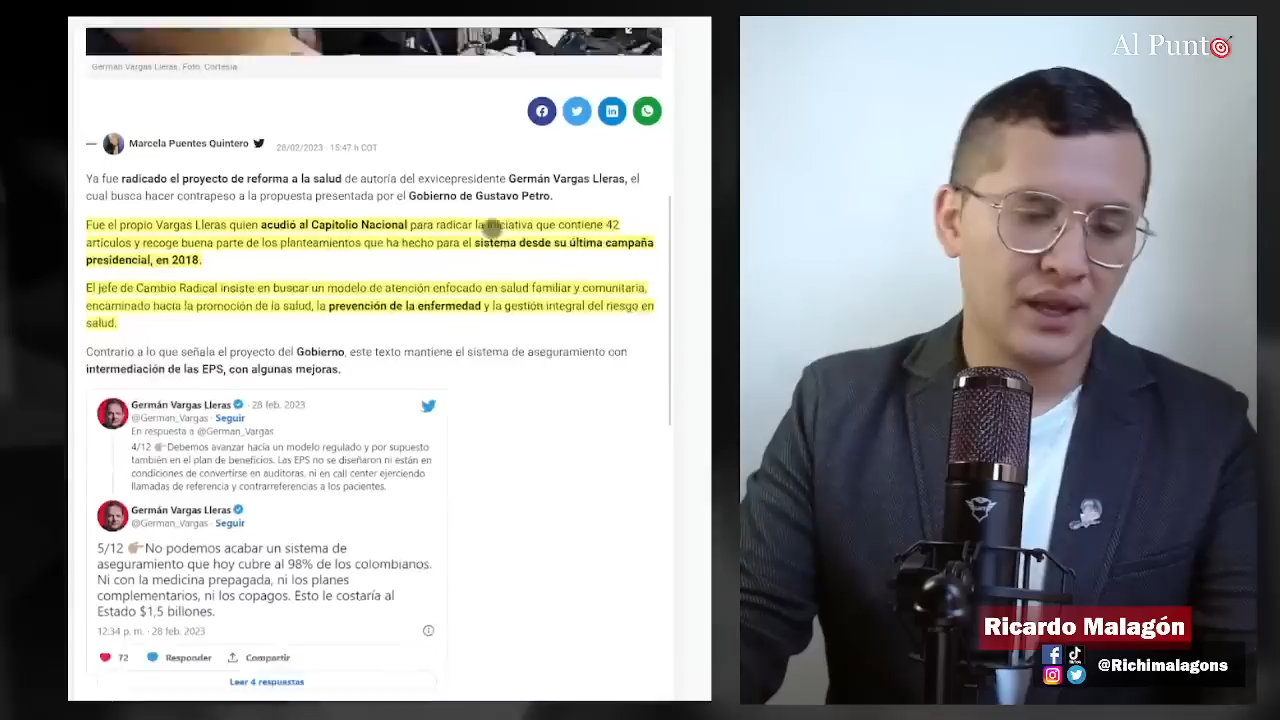 German Vargas Lleras. Foto: Cortesía
Marcela Puentes Quintero
28/02/2023 · 15:47 h COT
Ya fue radicado el proyecto de reforma a la salud de autoría del exvicepresidente Germán Vargas Lleras, el
cual busca hacer contrapeso a la propuesta presentada por el Gobierno de Gustavo Petro.
Fue el propio Vargas Lleras quien acudió al Capitolio Nacional para radicar la iniciativa que contiene 42
artículos y recoge buena parte de los planteamientos que ha hecho para el sistema desde su última campaña
presidencial, en 2018.
El jefe de Cambio Radical insiste en buscar un modelo de atención enfocado en salud familiar y comunitaria,
encaminado hacia la promoción de la salud, la prevención de la enfermedad y la gestión integral del riesgo en
salud.
Contrario a lo que señala el proyecto del Gobierno, este texto mantiene el sistema de aseguramiento con
intermediación de las EPS, con algunas mejoras.
Germán Vargas Lleras · 28 feb. 2023
@German_Vargas · Seguir
En respuesta a @German_Vargas
4/12 Debemos avanzar hacia un modelo regulado y por supuesto
también en el plan de beneficios. Las EPS no se diseñaron ni están en
condiciones de convertirse en auditoras, ni en call center ejerciendo
llamadas de referencia y contrarreferencias a los pacientes.
Germán Vargas Lleras
@German_Vargas · Seguir
5/12 No podemos acabar un sistema de
aseguramiento que hoy cubre al 98% de los colombianos.
Ni con la medicina prepagada, ni los planes
complementarios, ni los copagos. Esto le costaría al
Estado $1,5 billones.
12:34 p. m. · 28 feb. 2023
72 Responder Compartir
Leer 4 respuestas
Al Punto
Ricardo Malagón
@Richimalagons